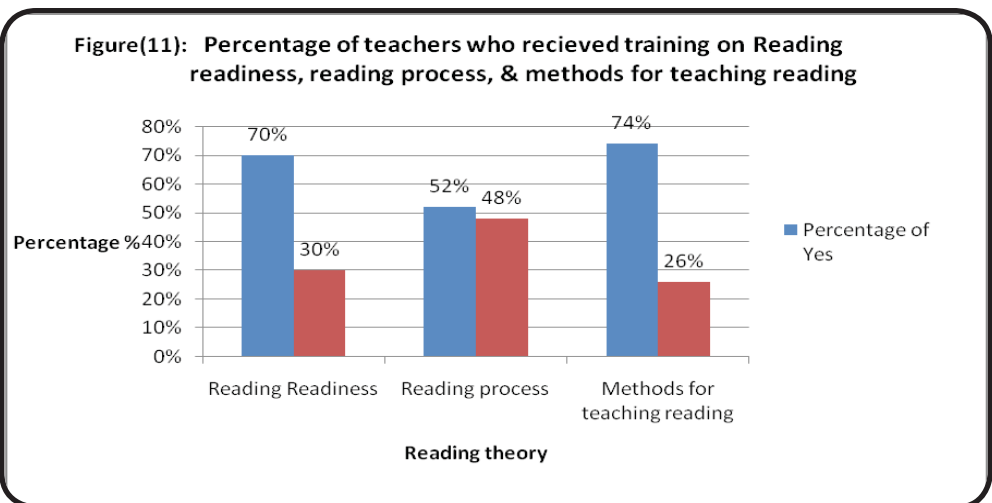 Figure(11): Percentage of teachers who recieved training on Reading
readiness, reading process, & methods for teaching reading
80%
70%
60%
50%
40%
30%
20%
10%
0%
Percentage %
70%
30%
52%
48%
74%
26%
Reading Readiness
Reading process
Methods for
teaching reading
Reading theory
Percentage of
Yes